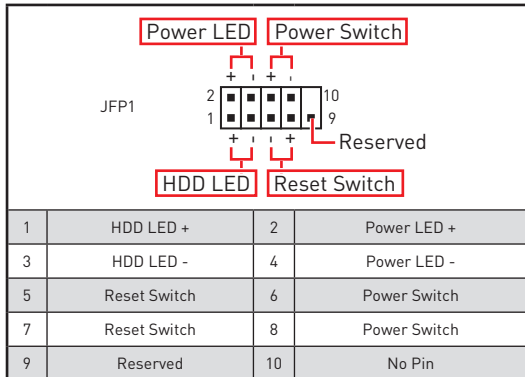 Power LED Power Switch
+ - + -
JFP1
2 10
1 9
+ - - +
Reserved
HDD LED Reset Switch
1 HDD LED + 2 Power LED +
3 HDD LED - 4 Power LED -
5 Reset Switch 6 Power Switch
7 Reset Switch 8 Power Switch
9 Reserved 10 No Pin